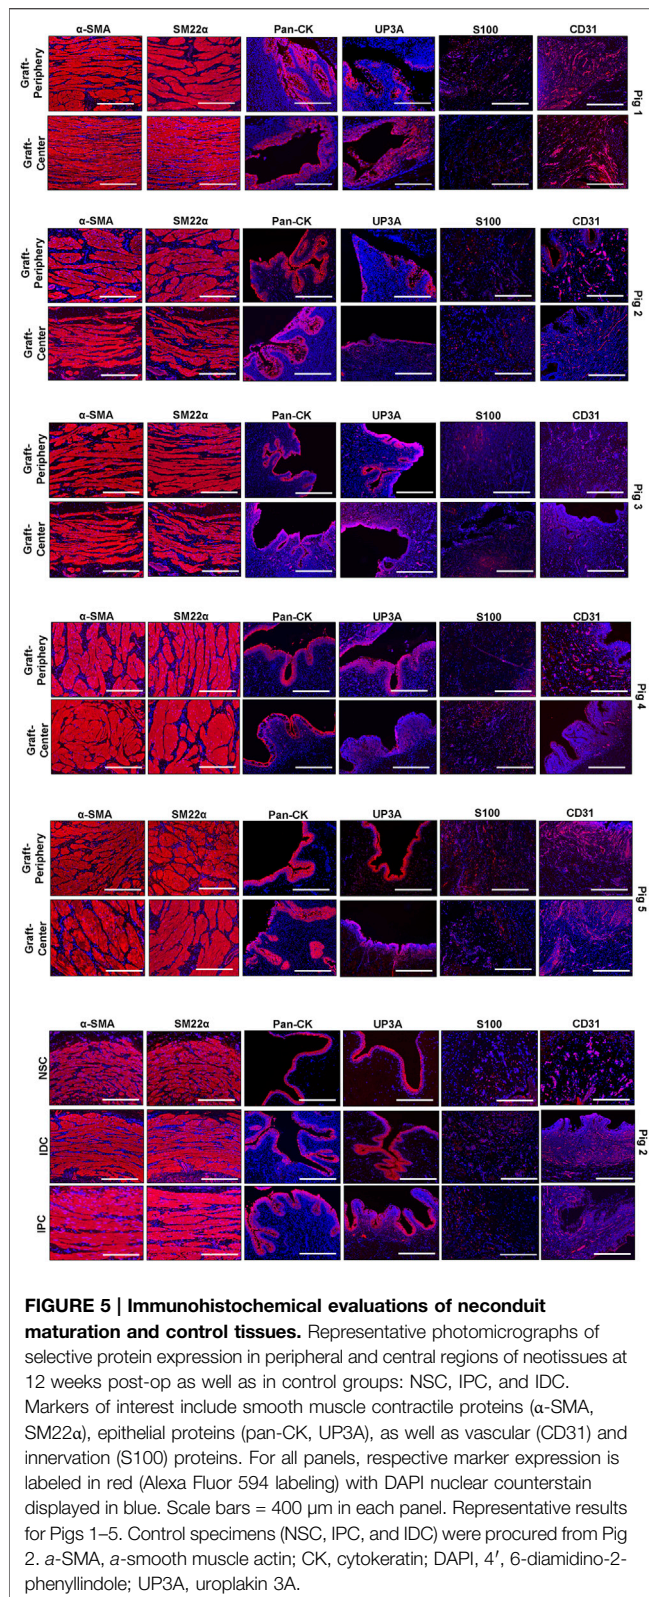 α-SMA SM22α Pan-CK UP3A S100 CD31
Graft-Periphery
Graft-Center
Pig 1
α-SMA SM22α Pan-CK UP3A S100 CD31
Graft-Periphery
Graft-Center
Pig 2
α-SMA SM22α Pan-CK UP3A S100 CD31
Graft-Periphery
Graft-Center
Pig 3
α-SMA SM22α Pan-CK UP3A S100 CD31
Graft-Periphery
Graft-Center
Pig 4
α-SMA SM22α Pan-CK UP3A S100 CD31
Graft-Periphery
Graft-Center
Pig 5
α-SMA SM22α Pan-CK UP3A S100 CD31
NSC
IDC
IPC
Pig 2
FIGURE 5 | Immunohistochemical evaluations of neconduit
maturation and control tissues. Representative photomicrographs of
selective protein expression in peripheral and central regions of neotissues at
12 weeks post-op as well as in control groups: NSC, IPC, and IDC.
Markers of interest include smooth muscle contractile proteins (α-SMA,
SM22α), epithelial proteins (pan-CK, UP3A), as well as vascular (CD31) and
innervation (S100) proteins. For all panels, respective marker expression is
labeled in red (Alexa Fluor 594 labeling) with DAPI nuclear counterstain
displayed in blue. Scale bars = 400 µm in each panel. Representative results
for Pigs 1–5. Control specimens (NSC, IPC, and IDC) were procured from Pig
2. a-SMA, a-smooth muscle actin; CK, cytokeratin; DAPI, 4′, 6-diamidino-2-
phenyllindole; UP3A, uroplakin 3A.